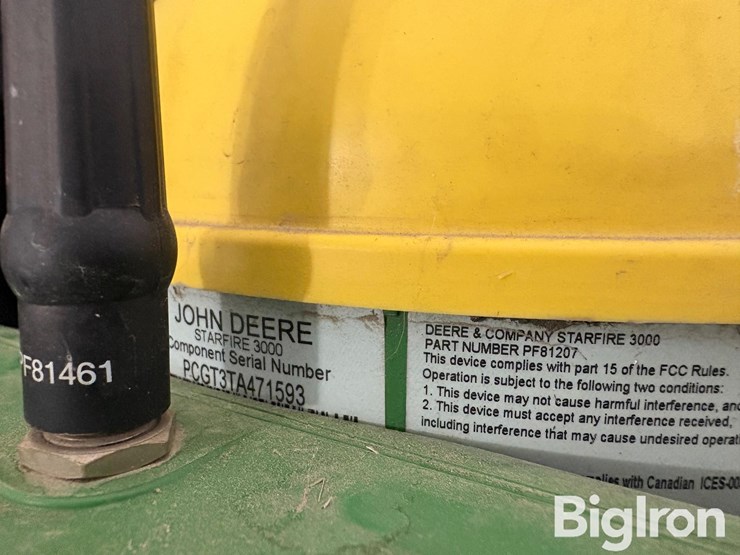 PF81461
JOHN DEERE
STARFIRE 3000
Component Serial Number
PCGT3TA471593
DEERE & COMPANY STARFIRE 3000
PART NUMBER PF81207
This device complies with part 15 of the FCC Rules.
Operation is subject to the following two conditions:
1. This device may not cause harmful interference, and
2. This device must accept any interference received,
including interference that may cause undesired operati
with Canadian ICES-00
BigIron